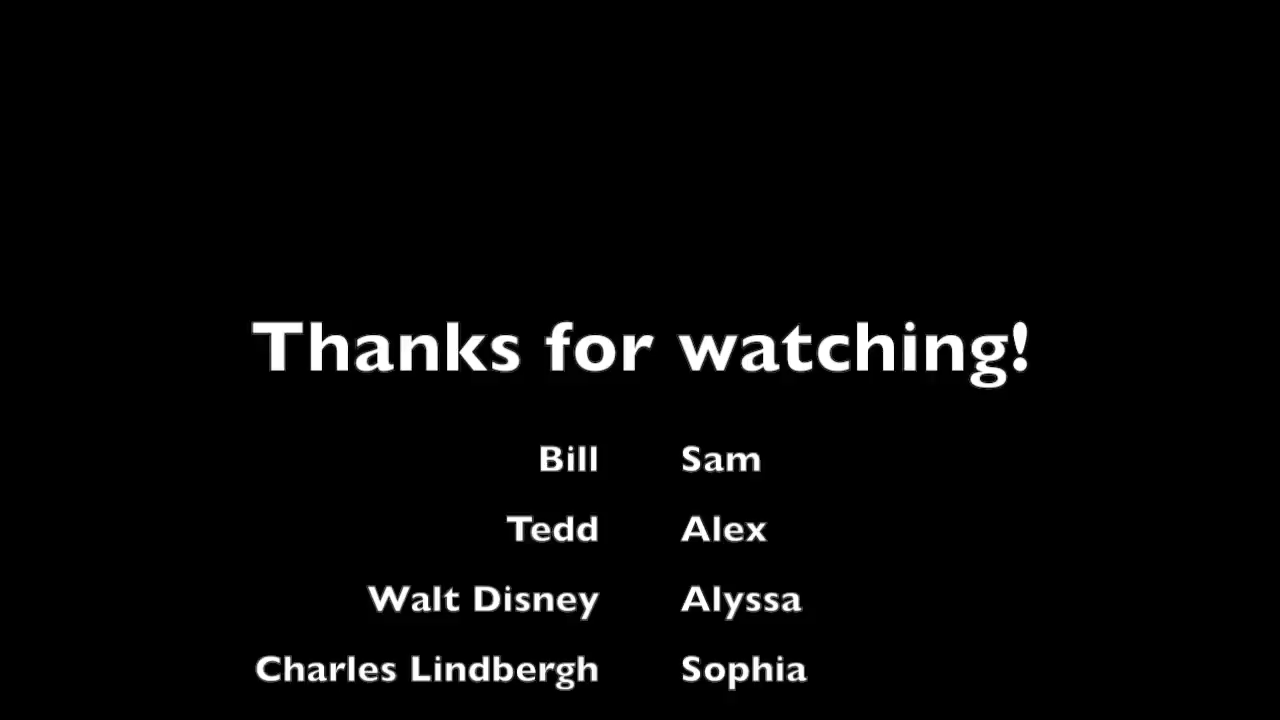 Thanks for watching!
Bill Sam
Tedd Alex
Walt Disney Alyssa
Charles Lindbergh Sophia